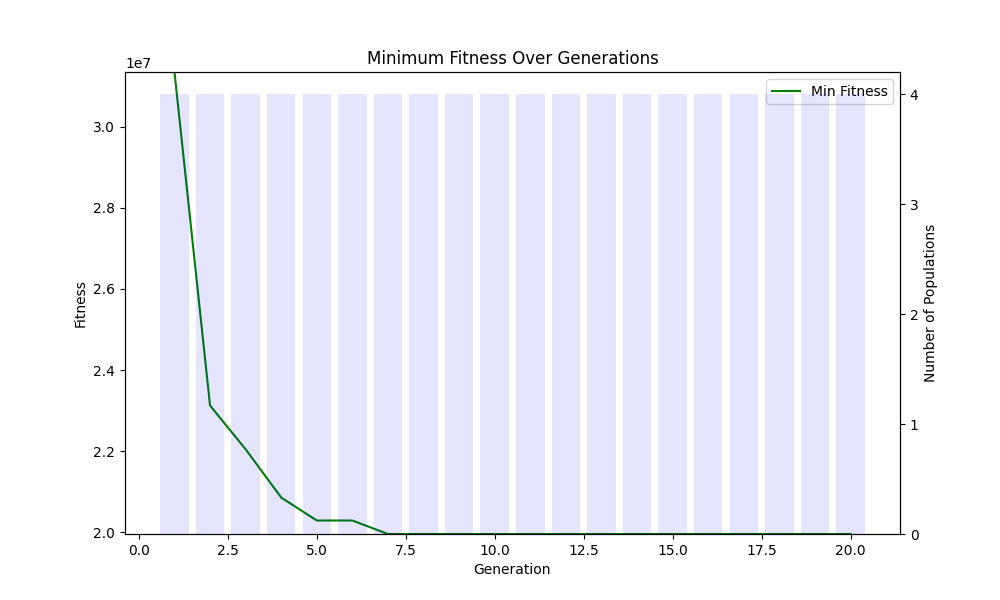 Minimum Fitness Over Generations
1e7
Min Fitness
3.0
2.8
2.6
2.4
2.2
2.0
Fitness
4
3
2
1
0
Number of Populations
0.0 2.5 5.0 7.5 10.0 12.5 15.0 17.5 20.0
Generation